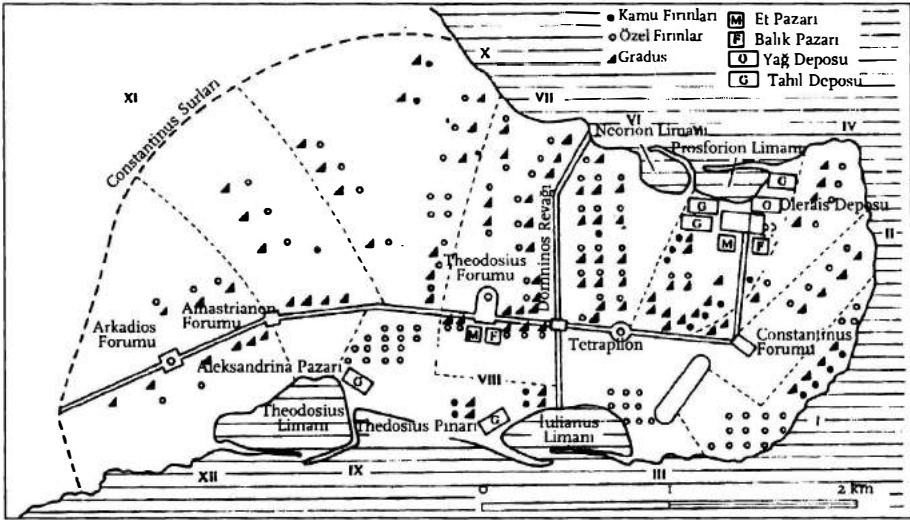 Kamu Fırınları
Özel Fırınlar
Gradus
M Et Pazarı
F Balık Pazarı
O Yağ Deposu
G Tahıl Deposu
X
XI
VII
VI
V
IV
Constantinus Surları
Neorion Limanı
Prosforion Limanı
G
G
O Olerais Deposu
G
II
M
F
Domninos Revağı
Theodosius
Forumu
Amastrianon
Forumu
Arkadios
Forumu
M
F
Tetrapilon
Constantinus
Forumu
Aleksandrina Pazarı
G
VIII
Theodosius
Limanı
Theodosius Pınarı
G
Iulianus
Limanı
I
XII
IX
III
0
1
2 km